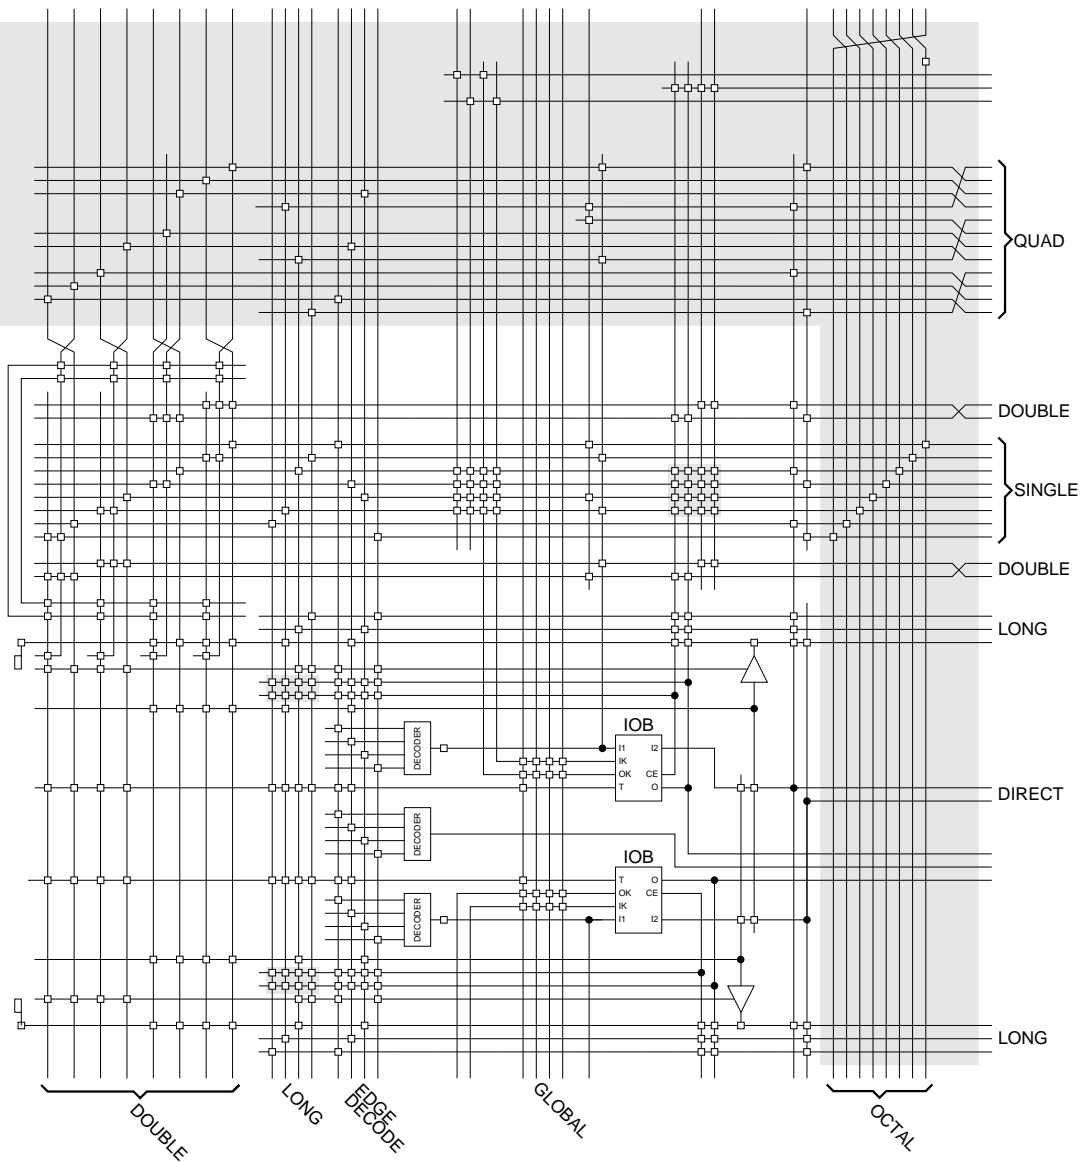 QUAD
DOUBLE
SINGLE
DOUBLE
LONG
IOB
DECODER
I1
I2
IK
OK
CE
T
O
DIRECT
DECODER
IOB
T
O
OK
CE
DECODER
IK
I1
I2
LONG
DOUBLE
LONG
EDGE
DECODE
GLOBAL
OCTAL